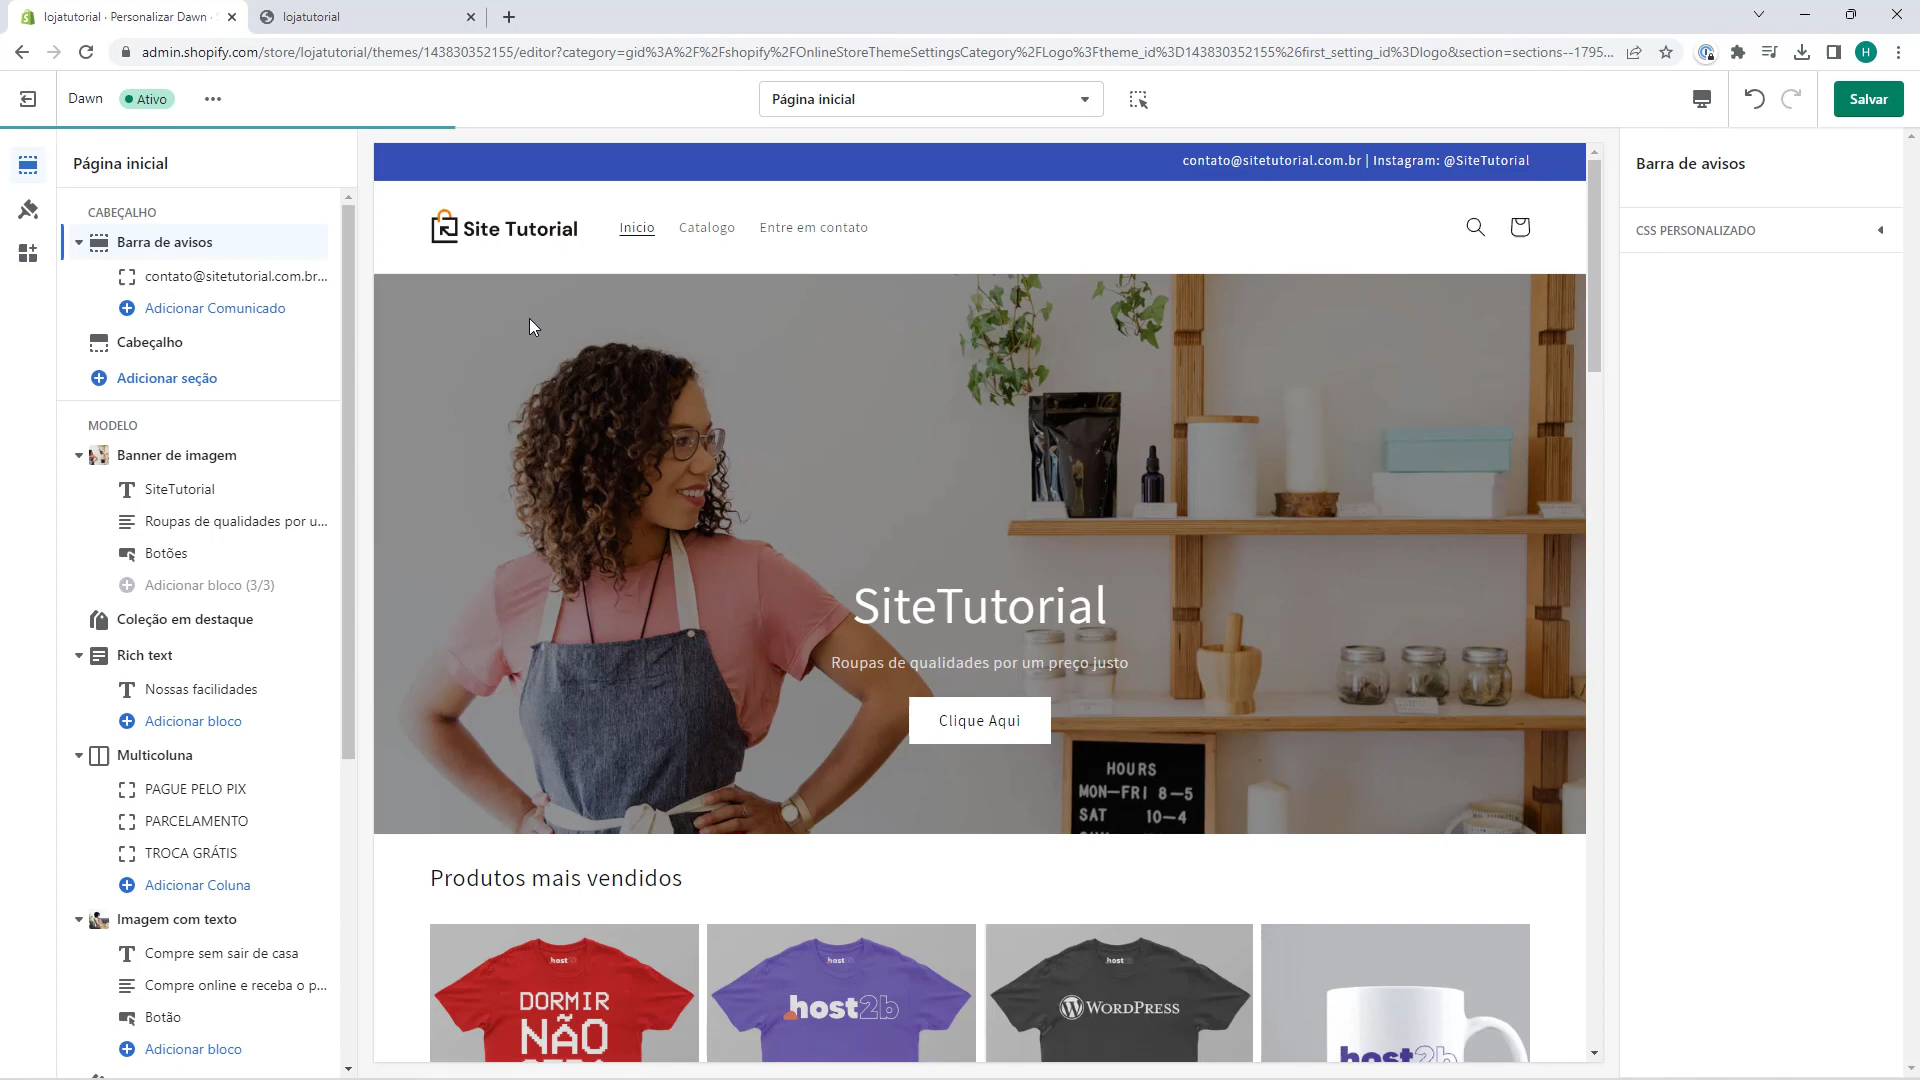 lojatutorial · Personalizar Dawn ·
lojatutorial
admin.shopify.com/store/lojatutorial/themes/143830352155/editor?category=gid%3A%2F%2Fshopify%2FOnlineStoreThemeSettingsCategory%2FLogo%3Ftheme_id%3D143830352155%26first_setting_id%3Dlogo&section=sections--1795...
H
Dawn
Ativo
Página inicial
Salvar
Página inicial
CABEÇALHO
Barra de avisos
contato@sitetutorial.com.br...
Adicionar Comunicado
Cabeçalho
Adicionar seção
MODELO
Banner de imagem
SiteTutorial
Roupas de qualidades por u...
Botões
Adicionar bloco (3/3)
Coleção em destaque
Rich text
Nossas facilidades
Adicionar bloco
Multicoluna
PAGUE PELO PIX
PARCELAMENTO
TROCA GRÁTIS
Adicionar Coluna
Imagem com texto
Compre sem sair de casa
Compre online e receba o p...
Botão
Adicionar bloco
contato@sitetutorial.com.br | Instagram: @SiteTutorial
Site Tutorial
Inicio
Catalogo
Entre em contato
SiteTutorial
Roupas de qualidades por um preço justo
Clique Aqui
HOURS
MON–FRI 8–5
SAT 10–4
Produtos mais vendidos
host
DORMIR
NÃO
host
host2b
host
WORDPRESS
host2b
Barra de avisos
CSS PERSONALIZADO